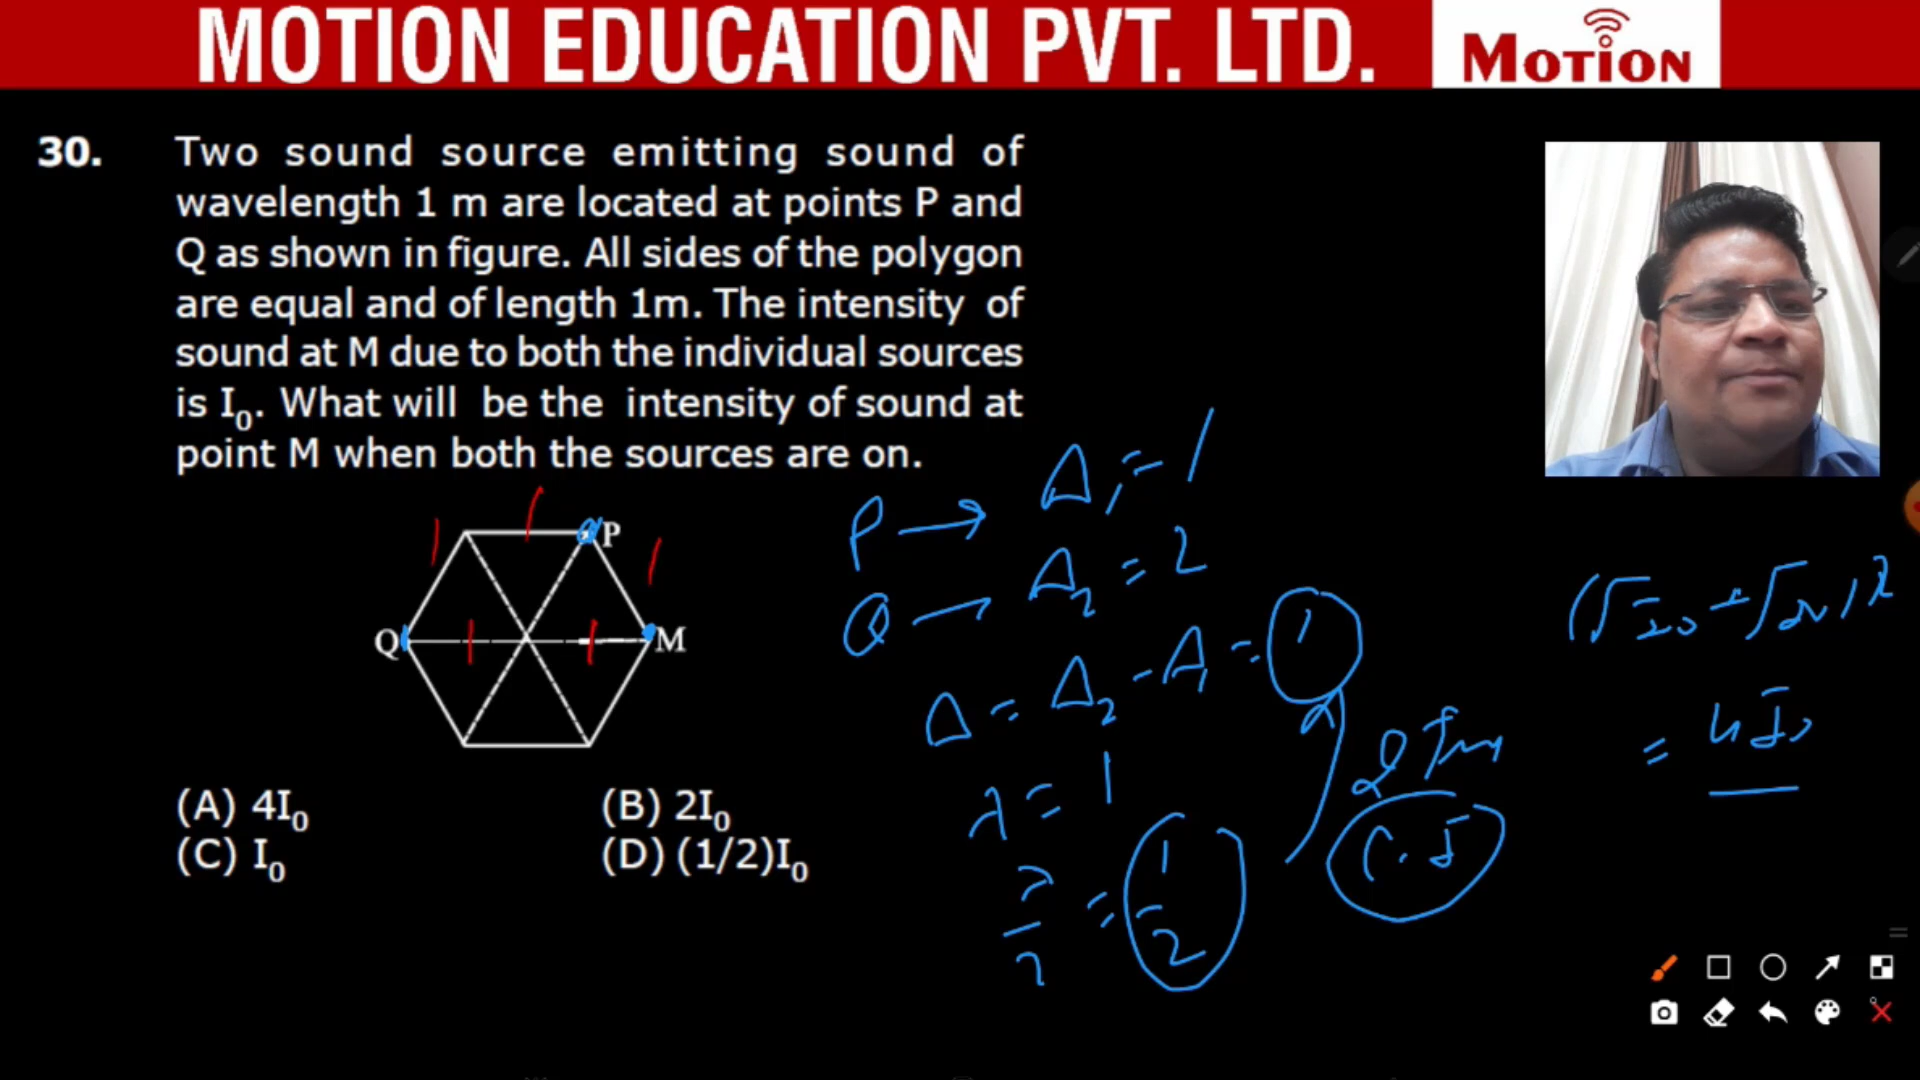 MOTION EDUCATION PVT. LTD.
MOTION
30. Two sound source emitting sound of
wavelength 1 m are located at points P and
Q as shown in figure. All sides of the polygon
are equal and of length 1m. The intensity of
sound at M due to both the individual sources
is I₀. What will be the intensity of sound at
point M when both the sources are on.
P
Q
M
(A) 4I₀ (B) 2I₀
(C) I₀ (D) (1/2)I₀
P → Δ₁ = 1
Q → Δ₂ = 2
Δ = Δ₂ - Δ₁ = 1
λ = 1
λ/2 = 1/2
= 4I₀